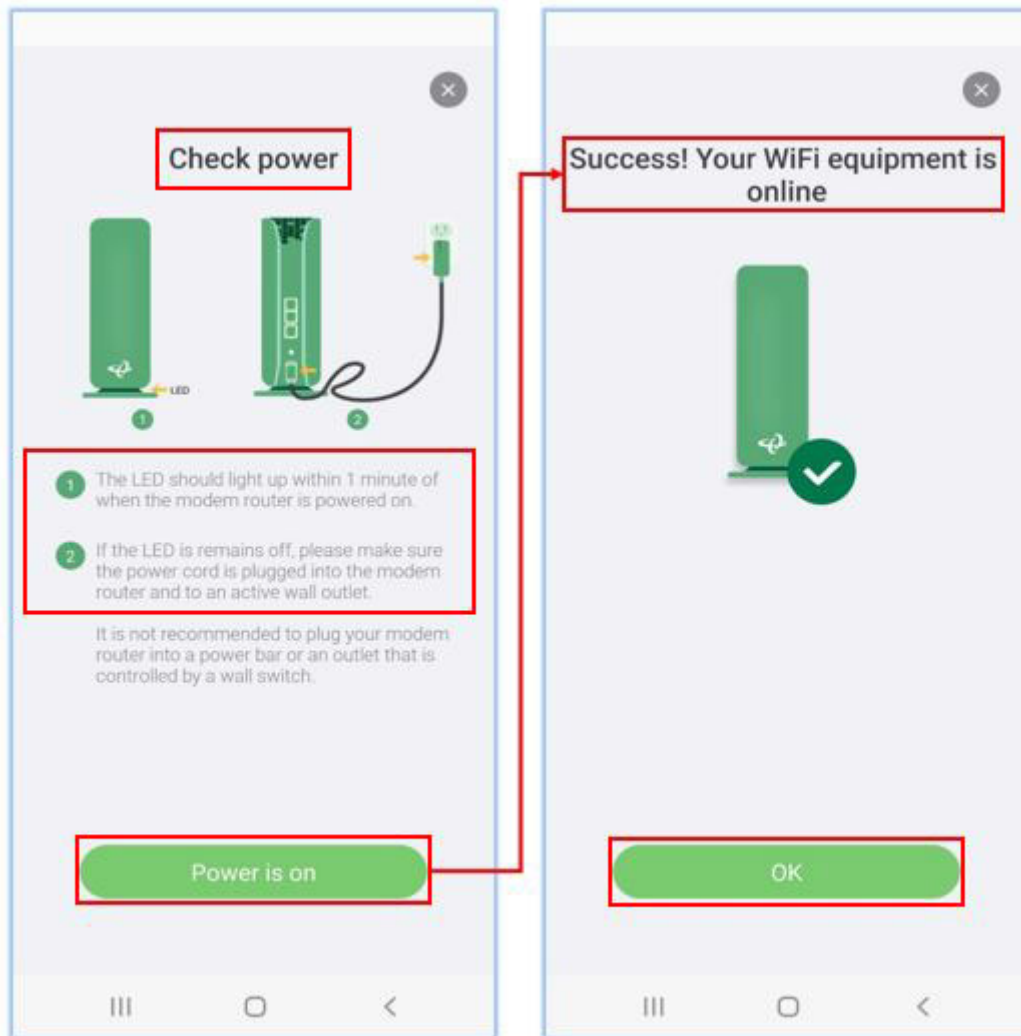 Check power
LED
1
2
1 The LED should light up within 1 minute of
when the modem router is powered on.
2 If the LED is remains off, please make sure
the power cord is plugged into the modem
router and to an active wall outlet.
It is not recommended to plug your modem
router into a power bar or an outlet that is
controlled by a wall switch.
Power is on
Success! Your WiFi equipment is
online
OK